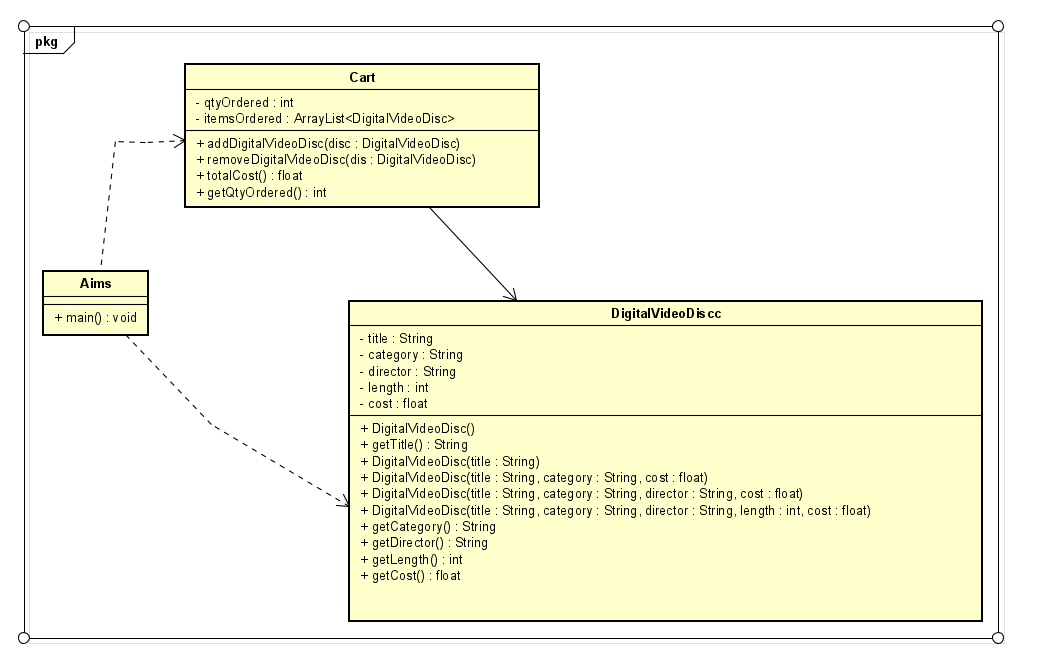 pkg
Cart
- qtyOrdered : int
- itemsOrdered : ArrayList<DigitalVideoDisc>
+ addDigitalVideoDisc(disc : DigitalVideoDisc)
+ removeDigitalVideoDisc(dis : DigitalVideoDisc)
+ totalCost() : float
+ getQtyOrdered() : int
Aims
+ main() : void
DigitalVideoDiscc
- title : String
- category : String
- director : String
- length : int
- cost : float
+ DigitalVideoDisc()
+ getTitle() : String
+ DigitalVideoDisc(title : String)
+ DigitalVideoDisc(title : String, category : String, cost : float)
+ DigitalVideoDisc(title : String, category : String, director : String, cost : float)
+ DigitalVideoDisc(title : String, category : String, director : String, length : int, cost : float)
+ getCategory() : String
+ getDirector() : String
+ getLength() : int
+ getCost() : float